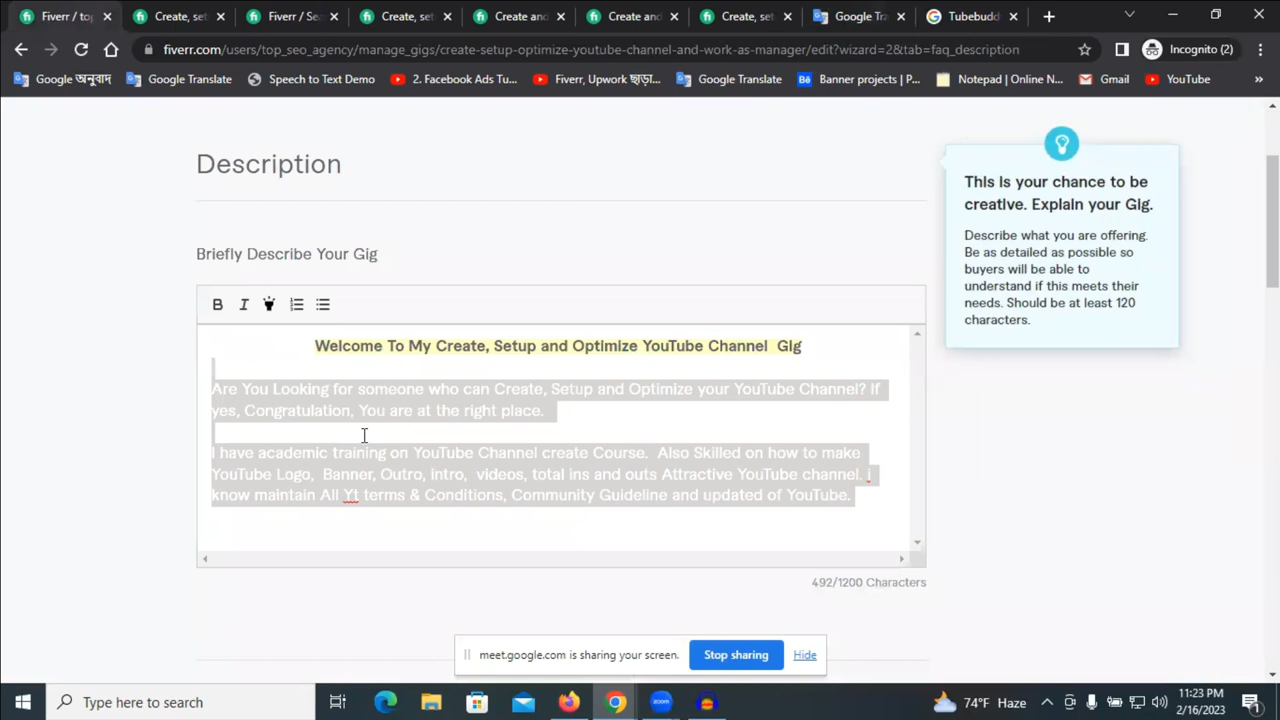 Fiverr / top
Create, set
Fiverr / Sea
Create, set
Create and
Create and
Create, set
Google Tra
Tubebudd
fiverr.com/users/top_seo_agency/manage_gigs/create-setup-optimize-youtube-channel-and-work-as-manager/edit?wizard=2&tab=faq_description
Incognito (2)
Google অনুবাদ
Google Translate
Speech to Text Demo
2. Facebook Ads Tu...
Fiverr, Upwork ছাড়া...
Google Translate
Banner projects | P...
Notepad | Online N...
Gmail
YouTube
»
Description
Briefly Describe Your Gig
B I
Welcome To My Create, Setup and Optimize YouTube Channel  Gig
Are You Looking for someone who can Create, Setup and Optimize your YouTube Channel? If
yes, Congratulation, You are at the right place.
I have academic training on YouTube Channel create Course.  Also Skilled on how to make
YouTube Logo,  Banner, Outro, intro,  videos, total ins and outs Attractive YouTube channel. i
know maintain All Yt terms & Conditions, Community Guideline and updated of YouTube.
492/1200 Characters
This is your chance to be
creative. Explain your Gig.
Describe what you are offering.
Be as detailed as possible so
buyers will be able to
understand if this meets their
needs. Should be at least 120
characters.
meet.google.com is sharing your screen.
Stop sharing
Hide
Type here to search
zoom
74°F Haze
11:23 PM
2/16/2023
1